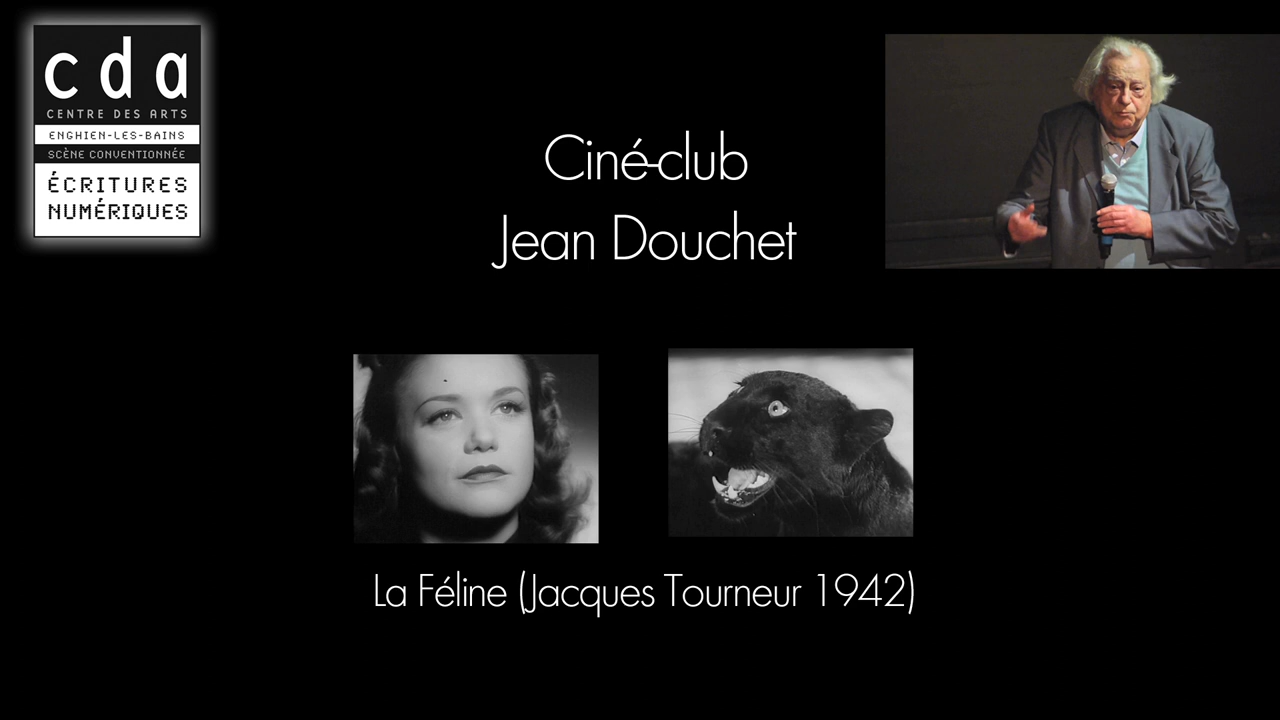 cda
CENTRE DES ARTS
ENGHIEN-LES-BAINS
SCÈNE CONVENTIONNÉE
ÉCRITURES
NUMÉRIQUES
Ciné-club
Jean Douchet
La Féline (Jacques Tourneur 1942)